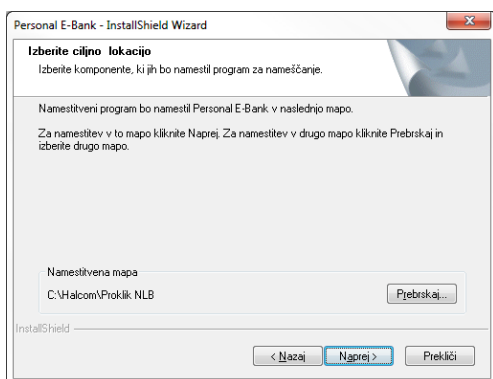 Personal E-Bank - InstallShield Wizard
Izberite ciljno lokacijo
Izberite komponente, ki jih bo namestil program za nameščanje.
Namestitveni program bo namestil Personal E-Bank v naslednjo mapo.
Za namestitev v to mapo kliknite Naprej. Za namestitev v drugo mapo kliknite Prebrskaj in
izberite drugo mapo.
Namestitvena mapa
C:\Halcom\Proklik NLB
Prebrskaj...
InstallShield
< Nazaj
Naprej >
Prekliči